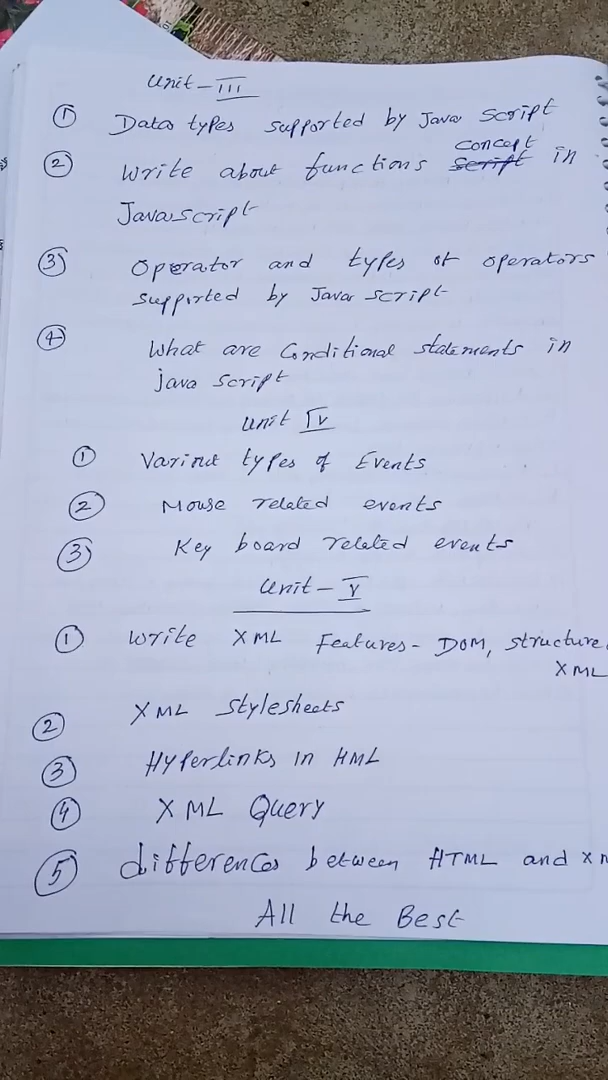 Unit - III
① Data types supported by Java Script
② Write about functions concept in
Javascript
③ Operator and types of operators
supported by Java script
④ What are Conditional statements in
java script
Unit IV
① Various types of Events
② Mouse related events
③ Key board related events
Unit - V
① Write XML Features - DOM, structure
XML
② XML Stylesheets
③ Hyperlinks in HML
④ XML Query
⑤ differences between HTML and
All the Best